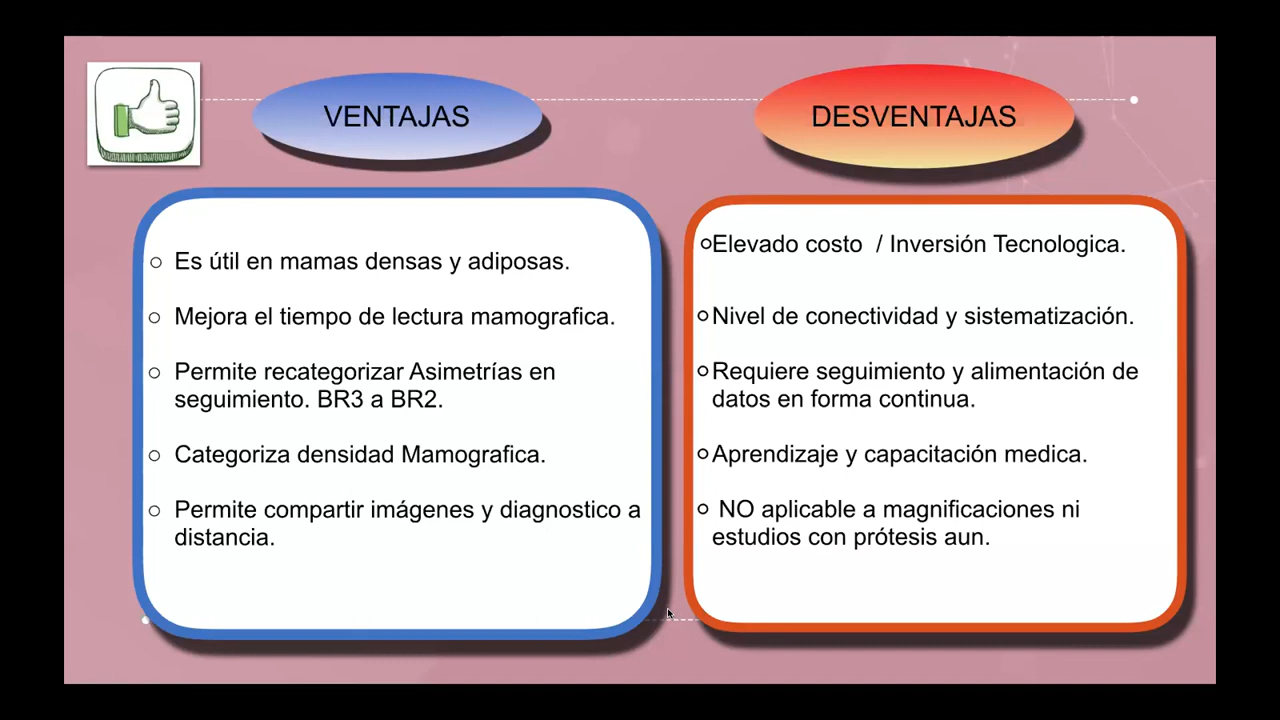 VENTAJAS
○ Es útil en mamas densas y adiposas.
○ Mejora el tiempo de lectura mamografica.
○ Permite recategorizar Asimetrías en
seguimiento. BR3 a BR2.
○ Categoriza densidad Mamografica.
○ Permite compartir imágenes y diagnostico a
distancia.
DESVENTAJAS
○Elevado costo  / Inversión Tecnologica.
○Nivel de conectividad y sistematización.
○Requiere seguimiento y alimentación de
datos en forma continua.
○Aprendizaje y capacitación medica.
○ NO aplicable a magnificaciones ni
estudios con prótesis aun.